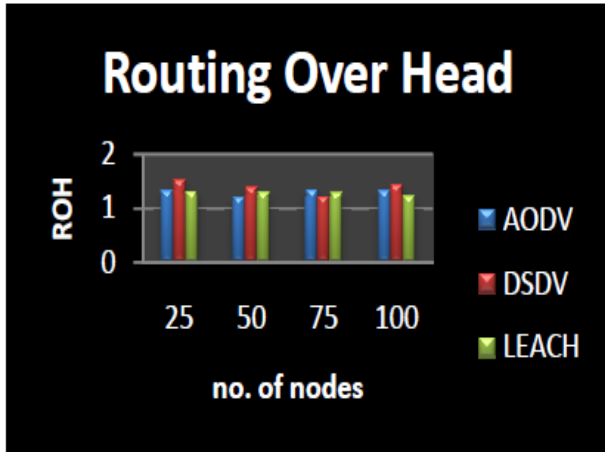 Routing Over Head
2
1
0
ROH
25 50 75 100
no. of nodes
AODV
DSDV
LEACH